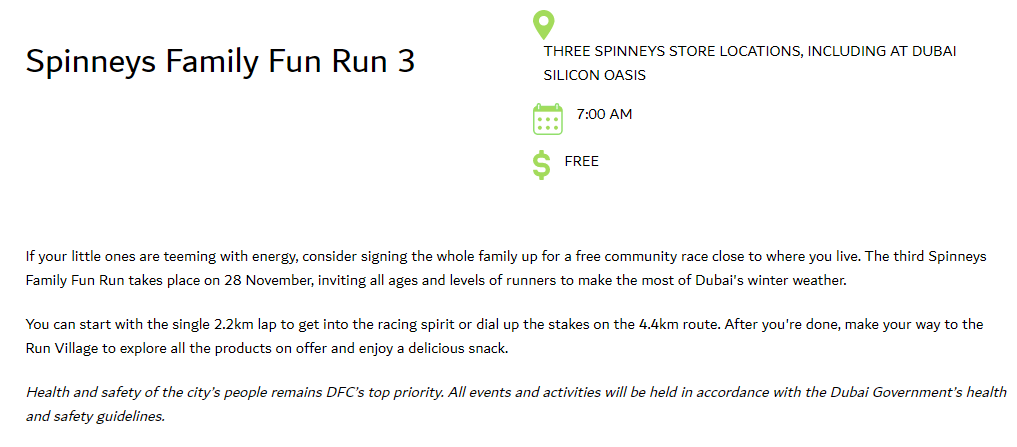 Spinneys Family Fun Run 3
THREE SPINNEYS STORE LOCATIONS, INCLUDING AT DUBAI
SILICON OASIS
7:00 AM
FREE
If your little ones are teeming with energy, consider signing the whole family up for a free community race close to where you live. The third Spinneys
Family Fun Run takes place on 28 November, inviting all ages and levels of runners to make the most of Dubai's winter weather.
You can start with the single 2.2km lap to get into the racing spirit or dial up the stakes on the 4.4km route. After you're done, make your way to the
Run Village to explore all the products on offer and enjoy a delicious snack.
Health and safety of the city’s people remains DFC’s top priority. All events and activities will be held in accordance with the Dubai Government’s health
and safety guidelines.